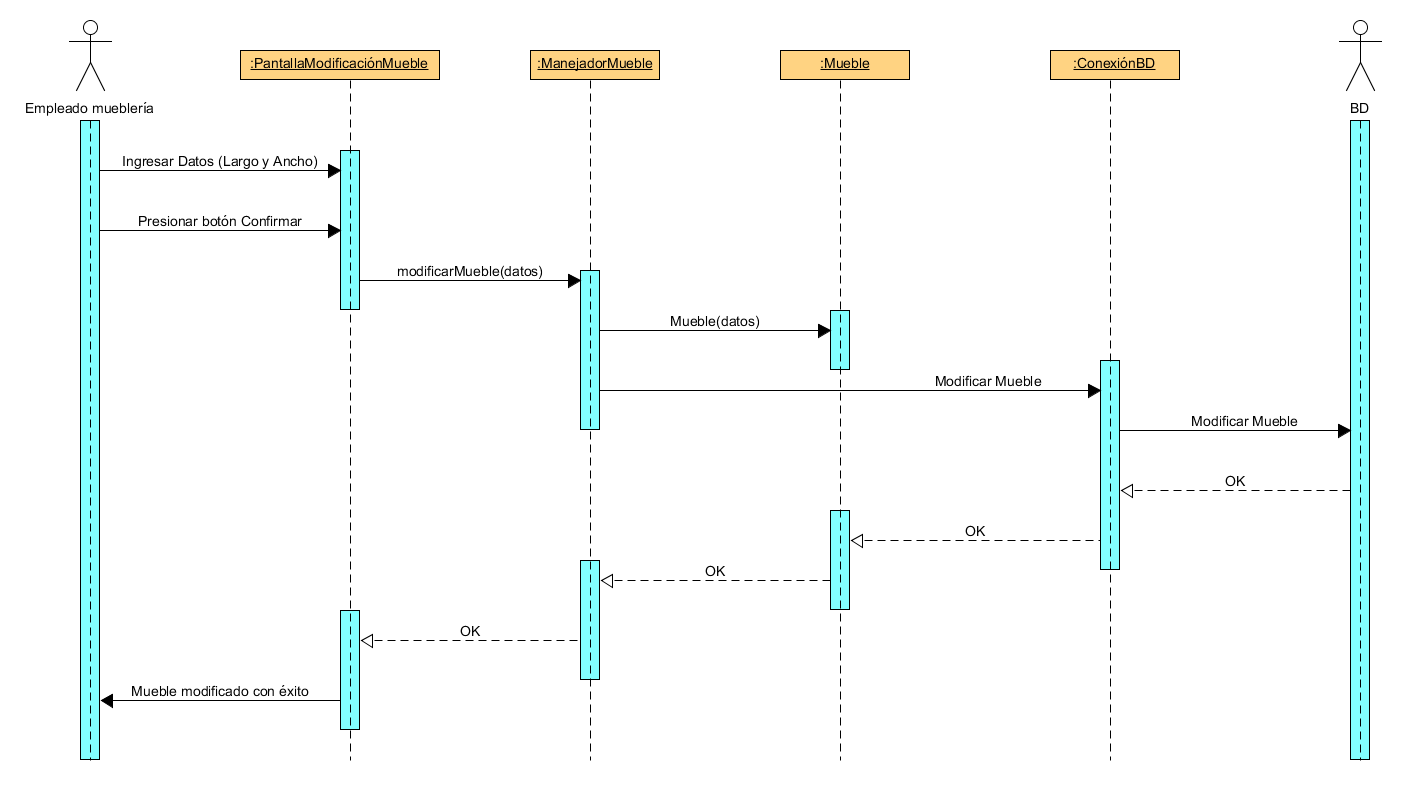 :PantallaModificaciónMueble
:ManejadorMueble
:Mueble
:ConexiónBD
Empleado mueblería
BD
Ingresar Datos (Largo y Ancho)
Presionar botón Confirmar
modificarMueble(datos)
Mueble(datos)
Modificar Mueble
Modificar Mueble
OK
OK
OK
OK
Mueble modificado con éxito